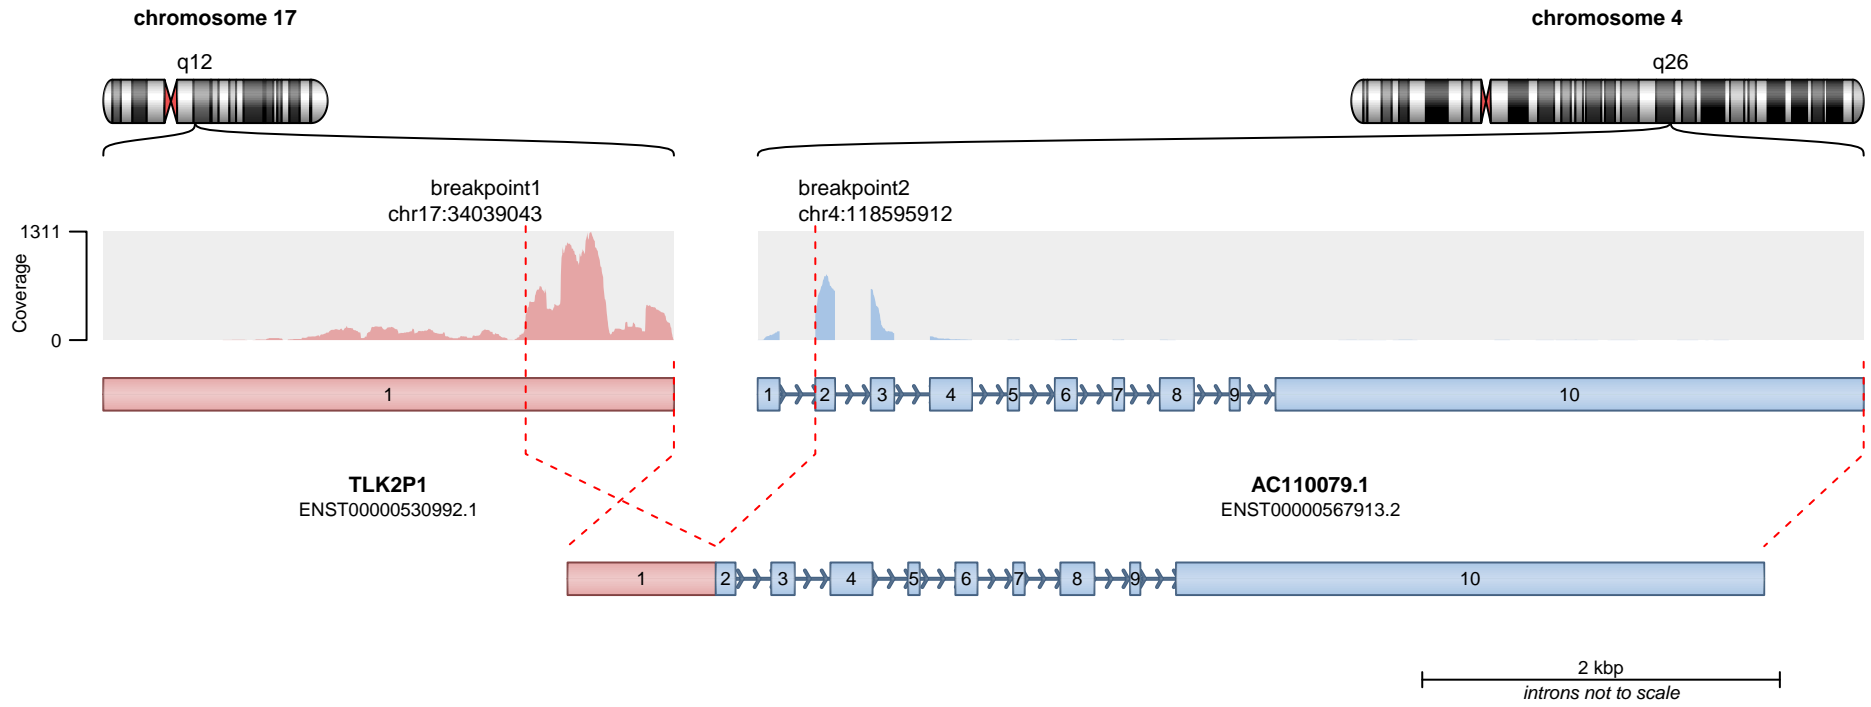 chromosome 17
chromosome 4
q12
q26
breakpoint1
chr17:34039043
breakpoint2
chr4:118595912
1311
0
Coverage
1
1 2 3 4 5 6 7 8 9 10
TLK2P1
ENST00000530992.1
AC110079.1
ENST00000567913.2
1 2 3 4 5 6 7 8 9 10
2 kbp
introns not to scale